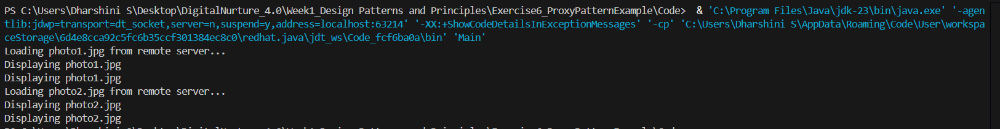 PS C:\Users\Dharshini S\Desktop\DigitalNurture_4.0\Week1_Design Patterns and Principles\Exercise6_ProxyPatternExample\Code>  & 'C:\Program Files\Java\jdk-23\bin\java.exe' '-agen
tlib:jdwp=transport=dt_socket,server=n,suspend=y,address=localhost:63214' '-XX:+ShowCodeDetailsInExceptionMessages' '-cp' 'C:\Users\Dharshini S\AppData\Roaming\Code\User\workspa
ceStorage\6d4e8cca92c5fc6b35ccf301384ec8c0\redhat.java\jdt_ws\Code_fcf6ba0a\bin' 'Main'
Loading photo1.jpg from remote server...
Displaying photo1.jpg
Displaying photo1.jpg
Loading photo2.jpg from remote server...
Displaying photo2.jpg
Displaying photo2.jpg